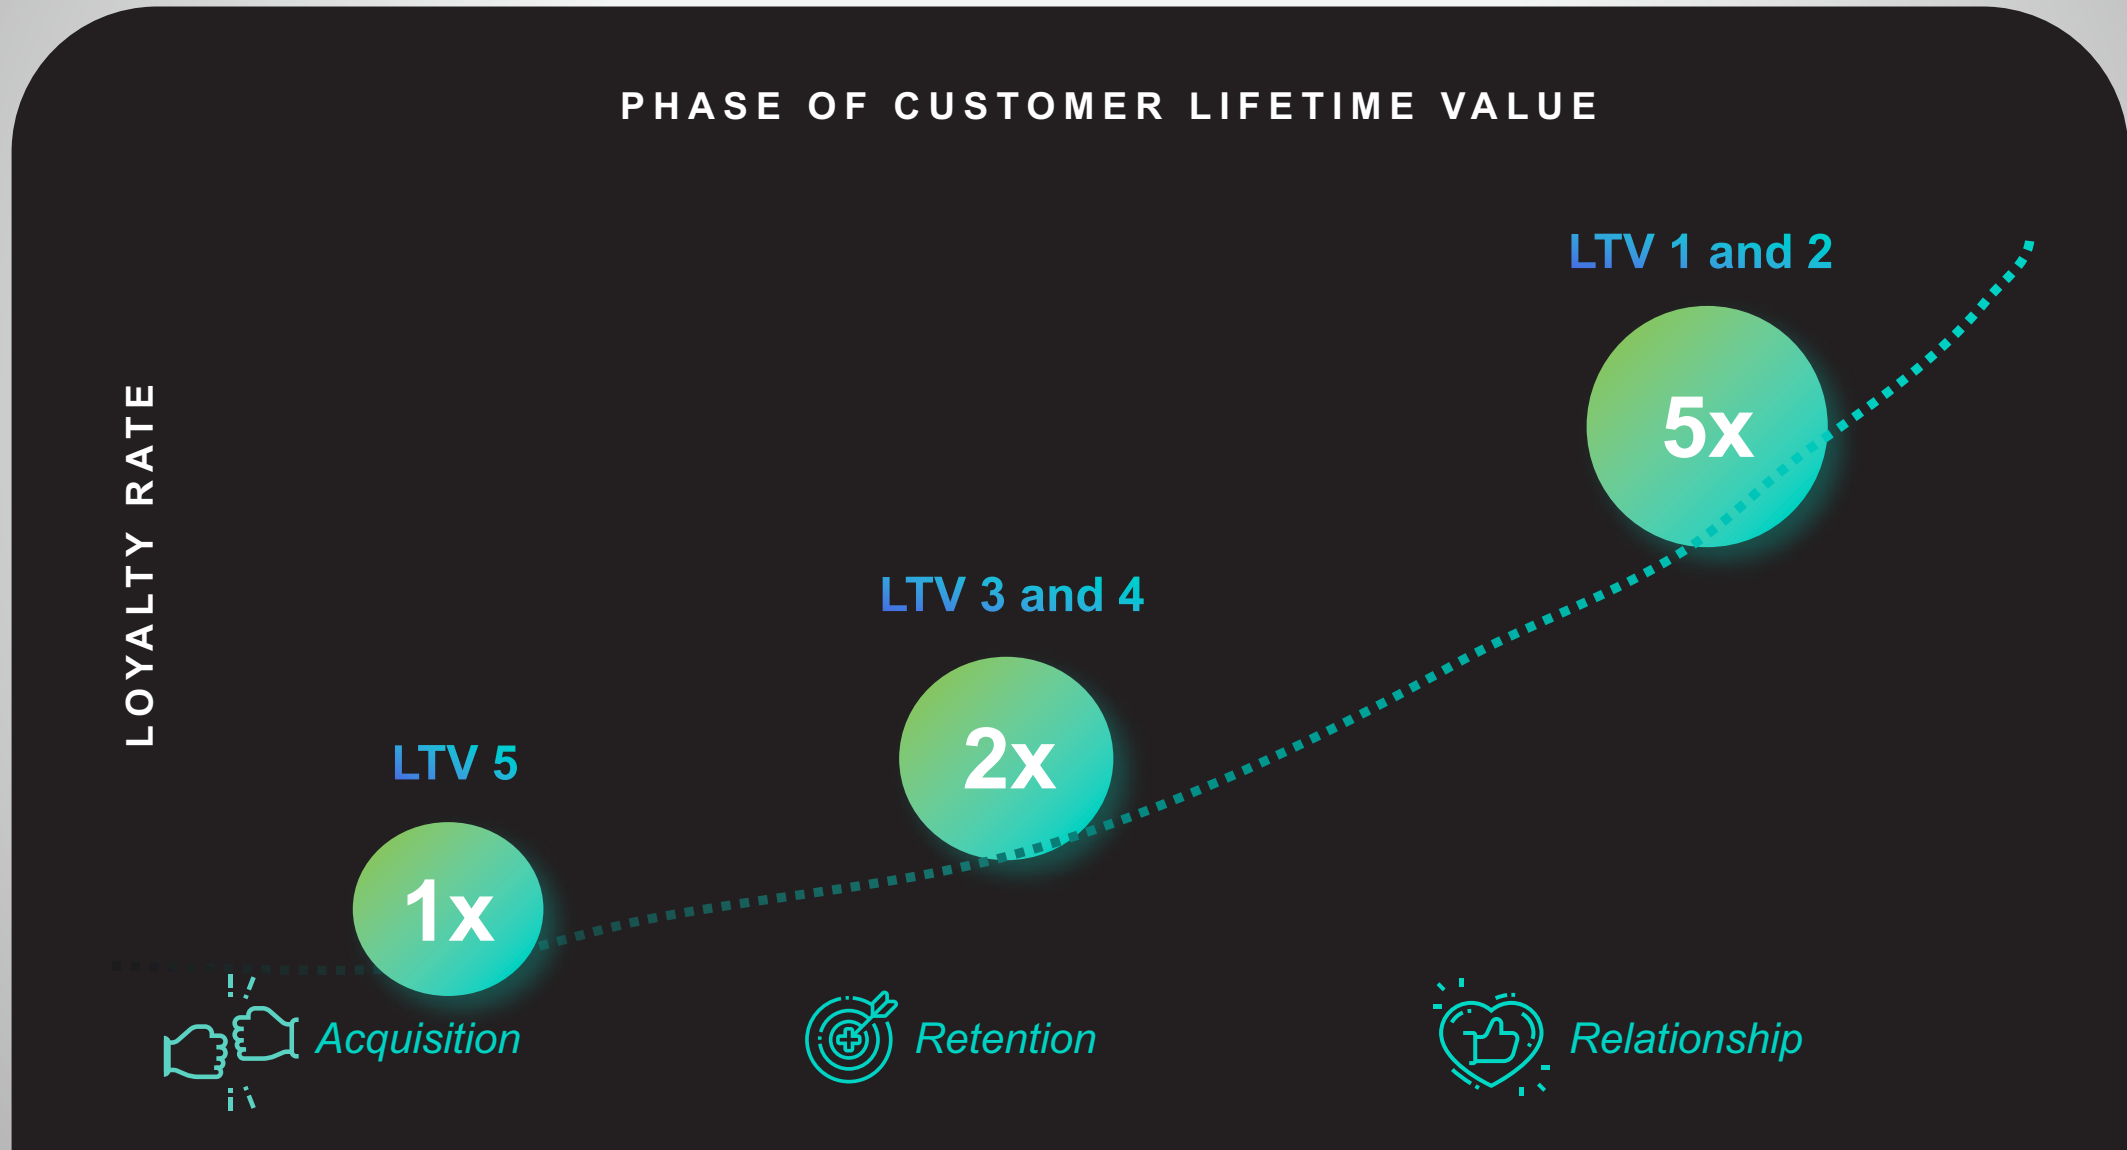 PHASE OF CUSTOMER LIFETIME VALUE
LOYALTY RATE
LTV 1 and 2
5x
LTV 3 and 4
2x
LTV 5
1x
Acquisition
Retention
Relationship